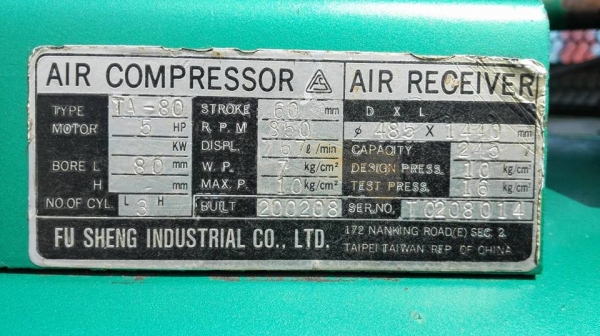 AIR COMPRESSOR AIR RECEIVER
TYPE TA-80 STROKE 60 mm D X L
MOTOR 5 HP R.P.M 850 ø 485 X 1440 mm
KW DISPL. ℓ/min CAPACITY 245 ℓ
BORE L 80 mm W.P. 7 kg/cm² DESIGN PRESS. 10 kg/cm²
H mm MAX.P. 10 kg/cm² TEST PRESS. 16 kg/cm²
NO.OF CYL. L 3 H BUILT 200208 SER.NO. T0208014
FU SHENG INDUSTRIAL CO., LTD. 172 NANKING ROAD(E) SEC 2.
TAIPEI TAIWAN REP OF CHINA